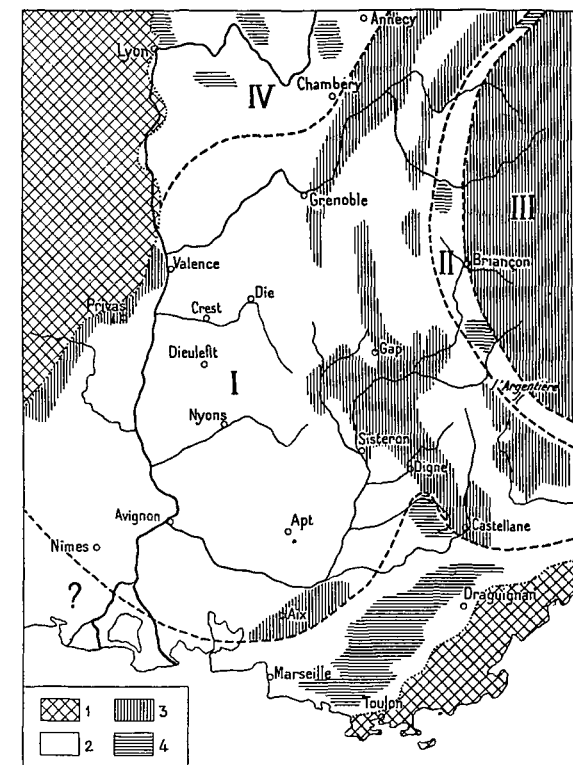 Annecy
Lyon
Chambéry
IV
Grenoble
III
Valence
II
Briançon
Privas
Die
Crest
Dieulefit
Gap
I
l'Argentière
Nyons
Sisteron
Digne
Avignon
Apt
Castellane
Nîmes
?
Aix
Draguignan
Marseille
Toulon
1 3
2 4